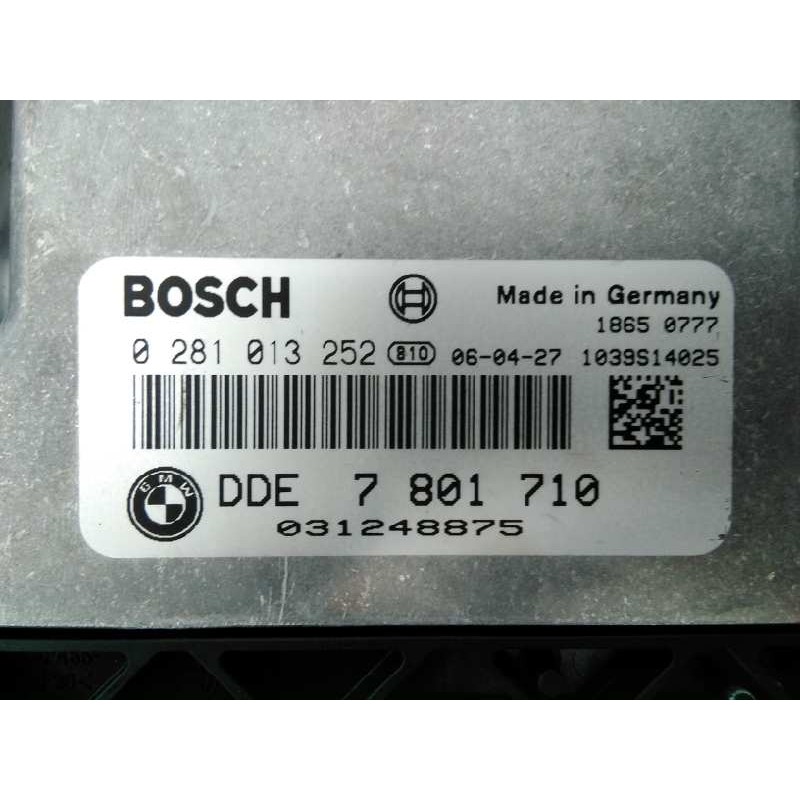 BOSCH
Made in Germany
1865 0777
0 281 013 252 810 06-04-27 1039S14025
BMW
DDE 7 801 710
031248875